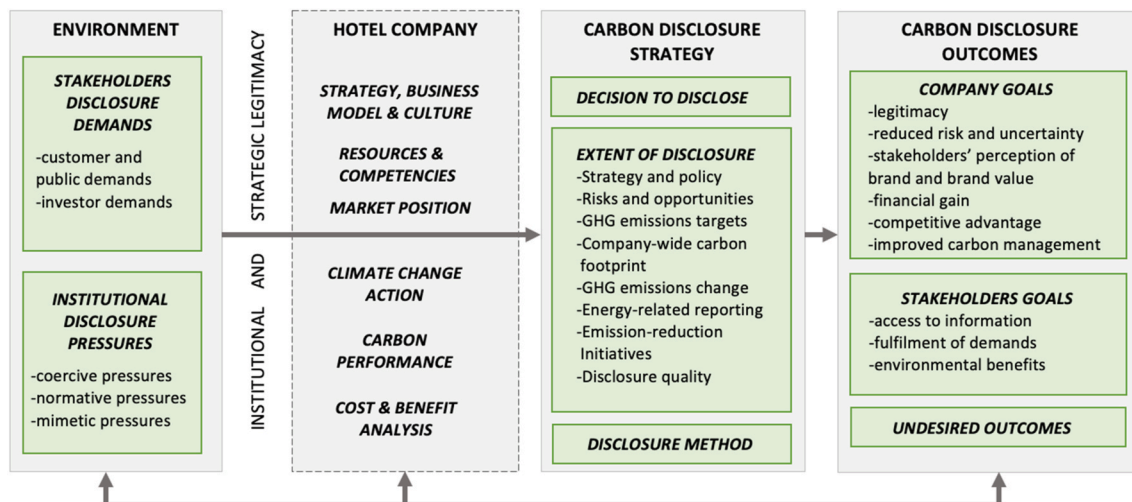 ENVIRONMENT
STAKEHOLDERS
DISCLOSURE
DEMANDS
-customer and
public demands
-investor demands
INSTITUTIONAL
DISCLOSURE
PRESSURES
-coercive pressures
-normative pressures
-mimetic pressures
INSTITUTIONAL AND STRATEGIC LEGITIMACY
HOTEL COMPANY
STRATEGY, BUSINESS
MODEL & CULTURE
RESOURCES &
COMPETENCIES
MARKET POSITION
CLIMATE CHANGE
ACTION
CARBON
PERFORMANCE
COST & BENEFIT
ANALYSIS
CARBON DISCLOSURE
STRATEGY
DECISION TO DISCLOSE
EXTENT OF DISCLOSURE
-Strategy and policy
-Risks and opportunities
-GHG emissions targets
-Company-wide carbon
footprint
-GHG emissions change
-Energy-related reporting
-Emission-reduction
Initiatives
-Disclosure quality
DISCLOSURE METHOD
CARBON DISCLOSURE
OUTCOMES
COMPANY GOALS
-legitimacy
-reduced risk and uncertainty
-stakeholders’ perception of
brand and brand value
-financial gain
-competitive advantage
-improved carbon management
STAKEHOLDERS GOALS
-access to information
-fulfilment of demands
-environmental benefits
UNDESIRED OUTCOMES